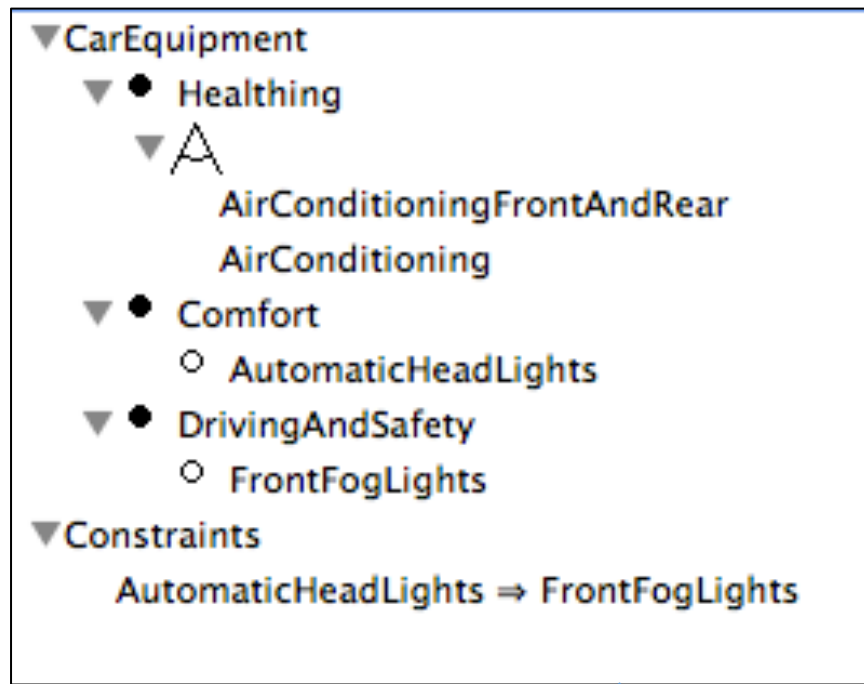 CarEquipment
Healthing
AirConditioningFrontAndRear
AirConditioning
Comfort
AutomaticHeadLights
DrivingAndSafety
FrontFogLights
Constraints
AutomaticHeadLights ⇒ FrontFogLights